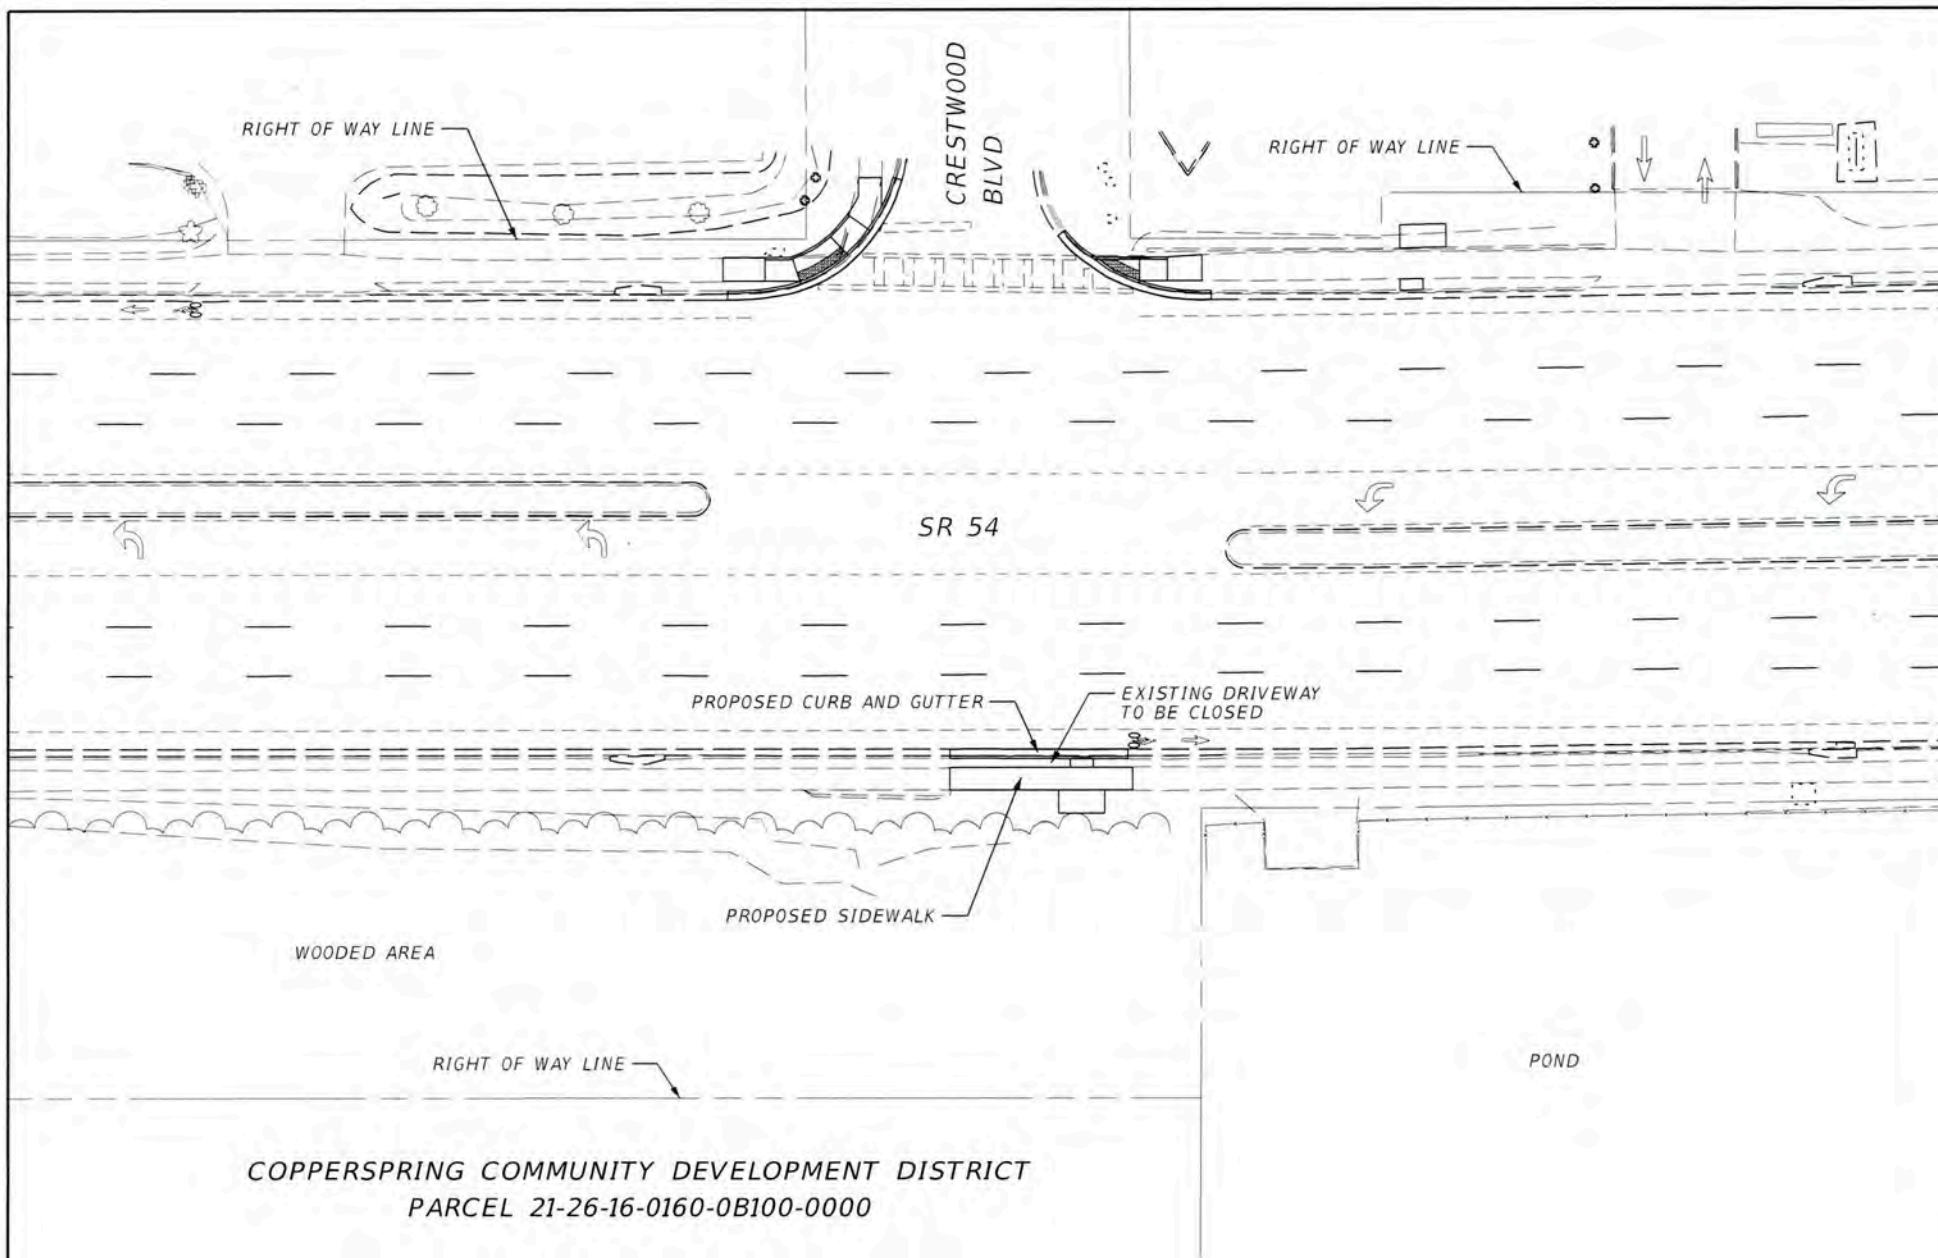 CRESTWOOD
BLVD
RIGHT OF WAY LINE
RIGHT OF WAY LINE
SR 54
PROPOSED CURB AND GUTTER
EXISTING DRIVEWAY
TO BE CLOSED
PROPOSED SIDEWALK
WOODED AREA
RIGHT OF WAY LINE
POND
COPPERSPRING COMMUNITY DEVELOPMENT DISTRICT
PARCEL 21-26-16-0160-0B100-0000